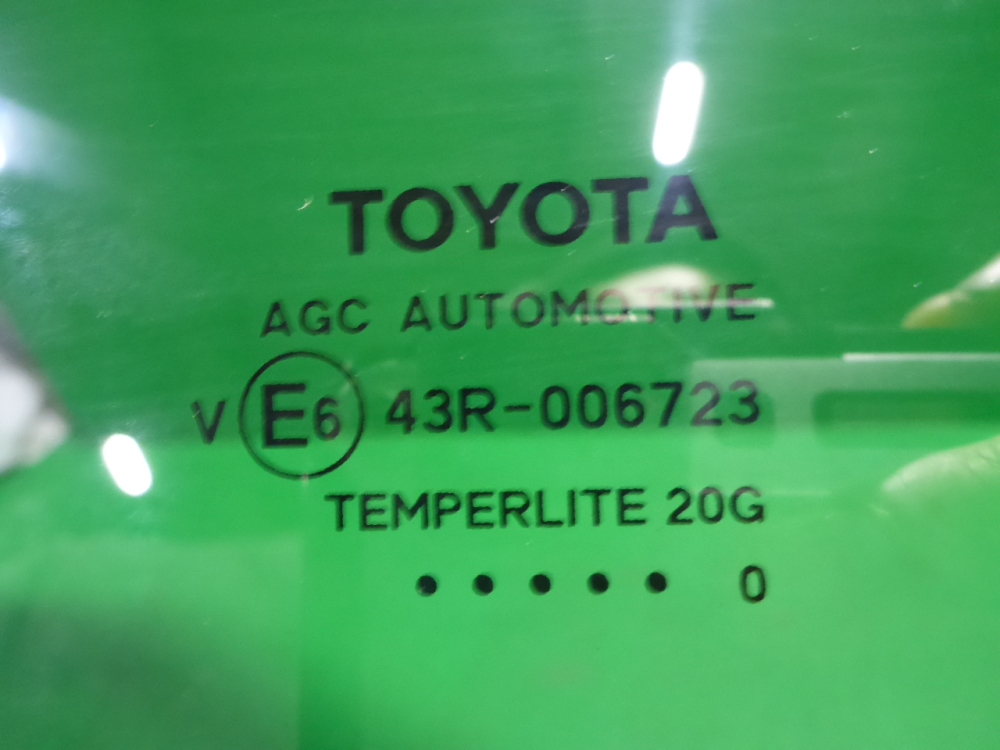 TOYOTA
AGC AUTOMOTIVE
V E6 43R-006723
TEMPERLITE 20G
• • • • • 0